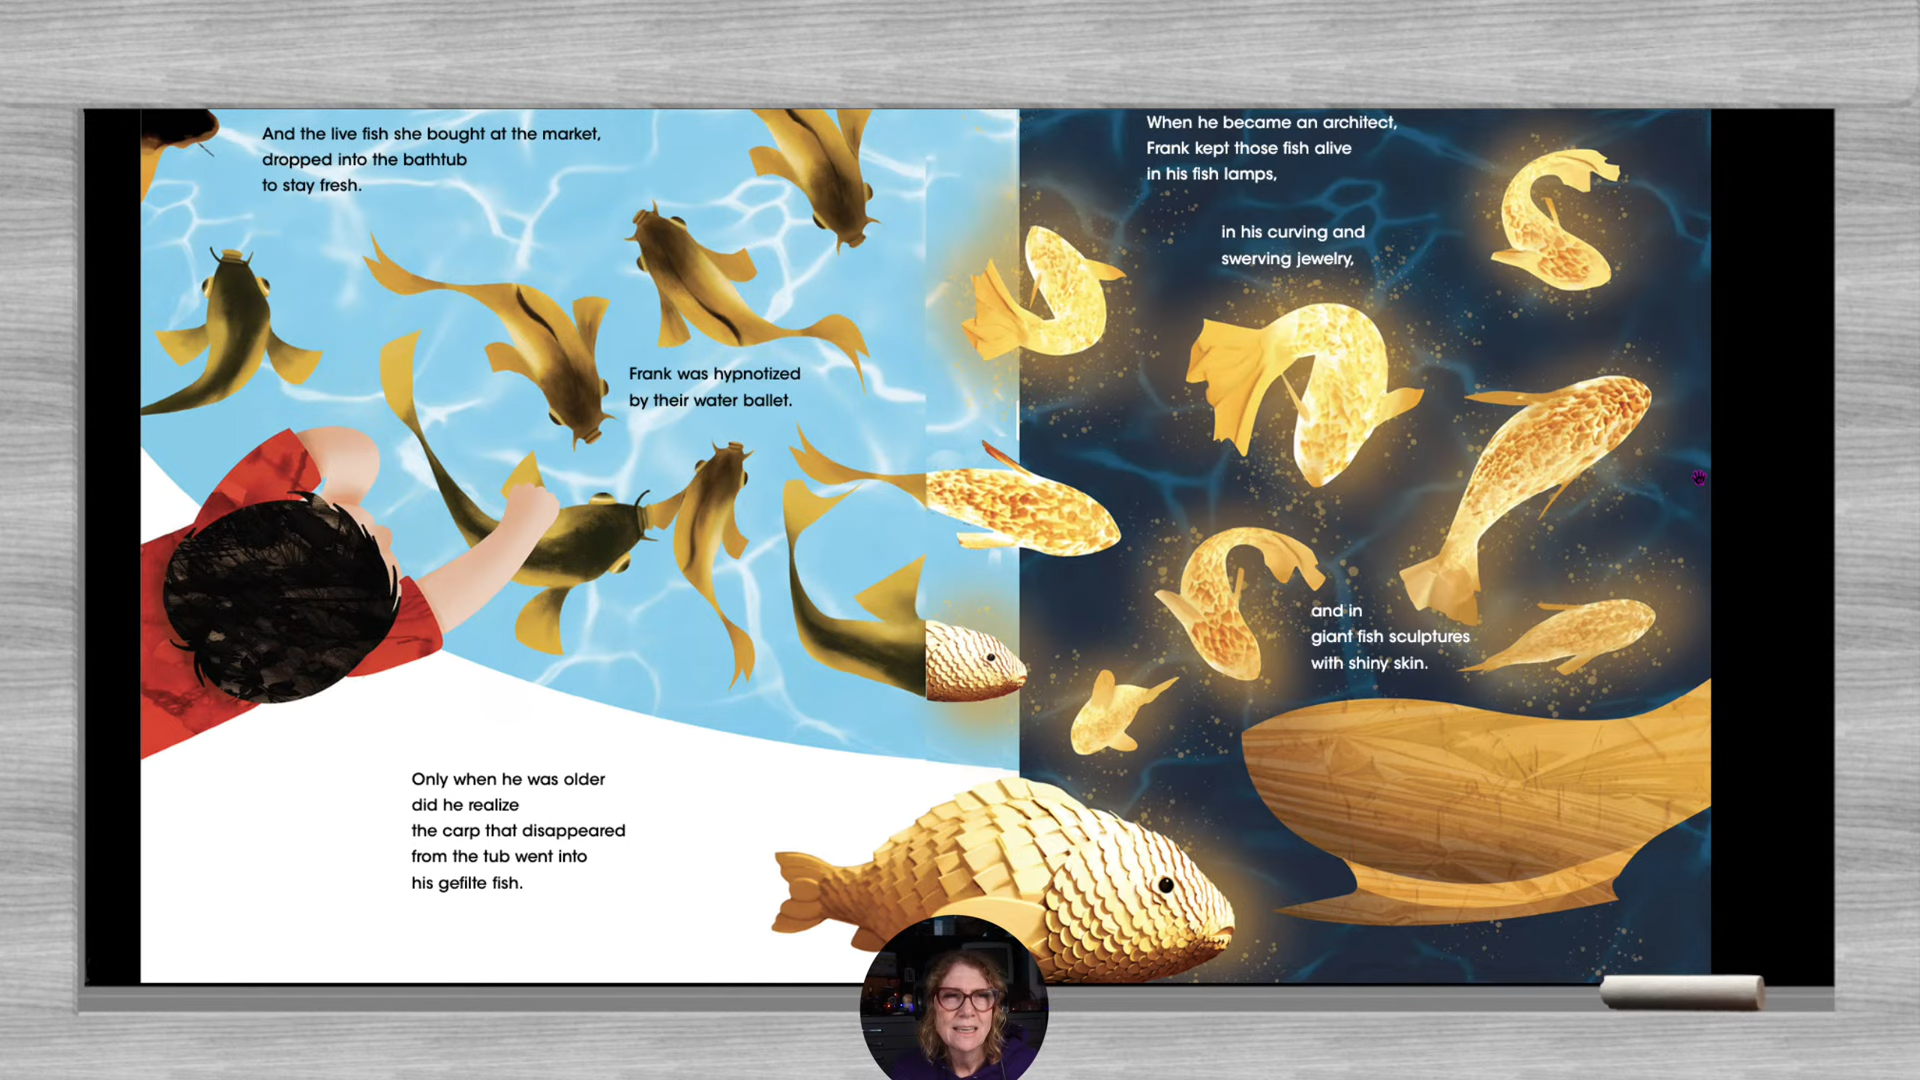 And the live fish she bought at the market,
dropped into the bathtub
to stay fresh.
Frank was hypnotized
by their water ballet.
Only when he was older
did he realize
the carp that disappeared
from the tub went into
his gefilte fish.
When he became an architect,
Frank kept those fish alive
in his fish lamps,
in his curving and
swerving jewelry,
and in
giant fish sculptures
with shiny skin.